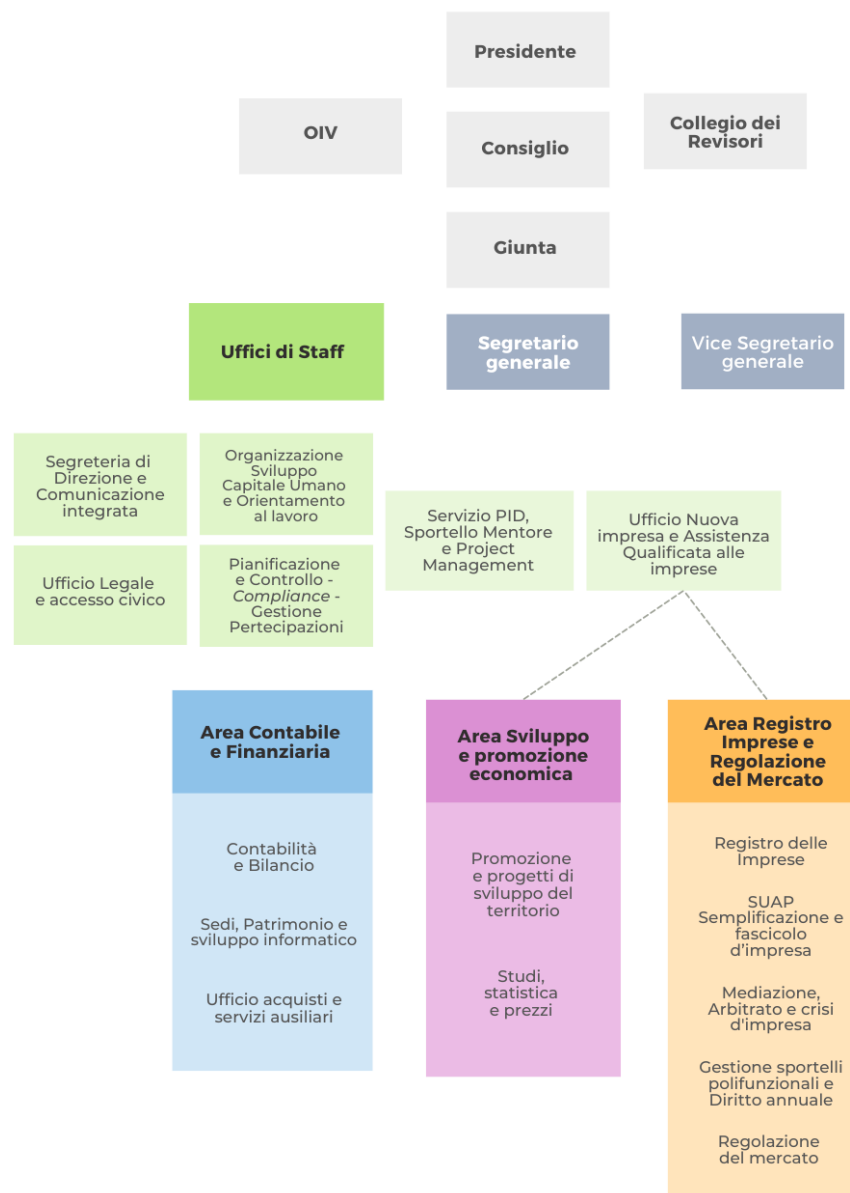 Presidente
OIV
Consiglio
Collegio dei
Revisori
Giunta
Uffici di Staff
Segretario
generale
Vice Segretario
generale
Segreteria di
Direzione e
Comunicazione
integrata
Organizzazione
Sviluppo
Capitale Umano
e Orientamento
al lavoro
Servizio PID,
Sportello Mentore
e Project
Management
Ufficio Nuova
impresa e Assistenza
Qualificata alle
imprese
Ufficio Legale
e accesso civico
Pianificazione
e Controllo -
Compliance -
Gestione
Pertecipazioni
Area Contabile
e Finanziaria
Contabilità
e Bilancio
Sedi, Patrimonio e
sviluppo informatico
Ufficio acquisti e
servizi ausiliari
Area Sviluppo
e promozione
economica
Promozione
e progetti di
sviluppo del
territorio
Studi,
statistica
e prezzi
Area Registro
Imprese e
Regolazione
del Mercato
Registro delle
Imprese
SUAP
Semplificazione e
fascicolo
d'impresa
Mediazione,
Arbitrato e crisi
d'impresa
Gestione sportelli
polifunzionali e
Diritto annuale
Regolazione
del mercato